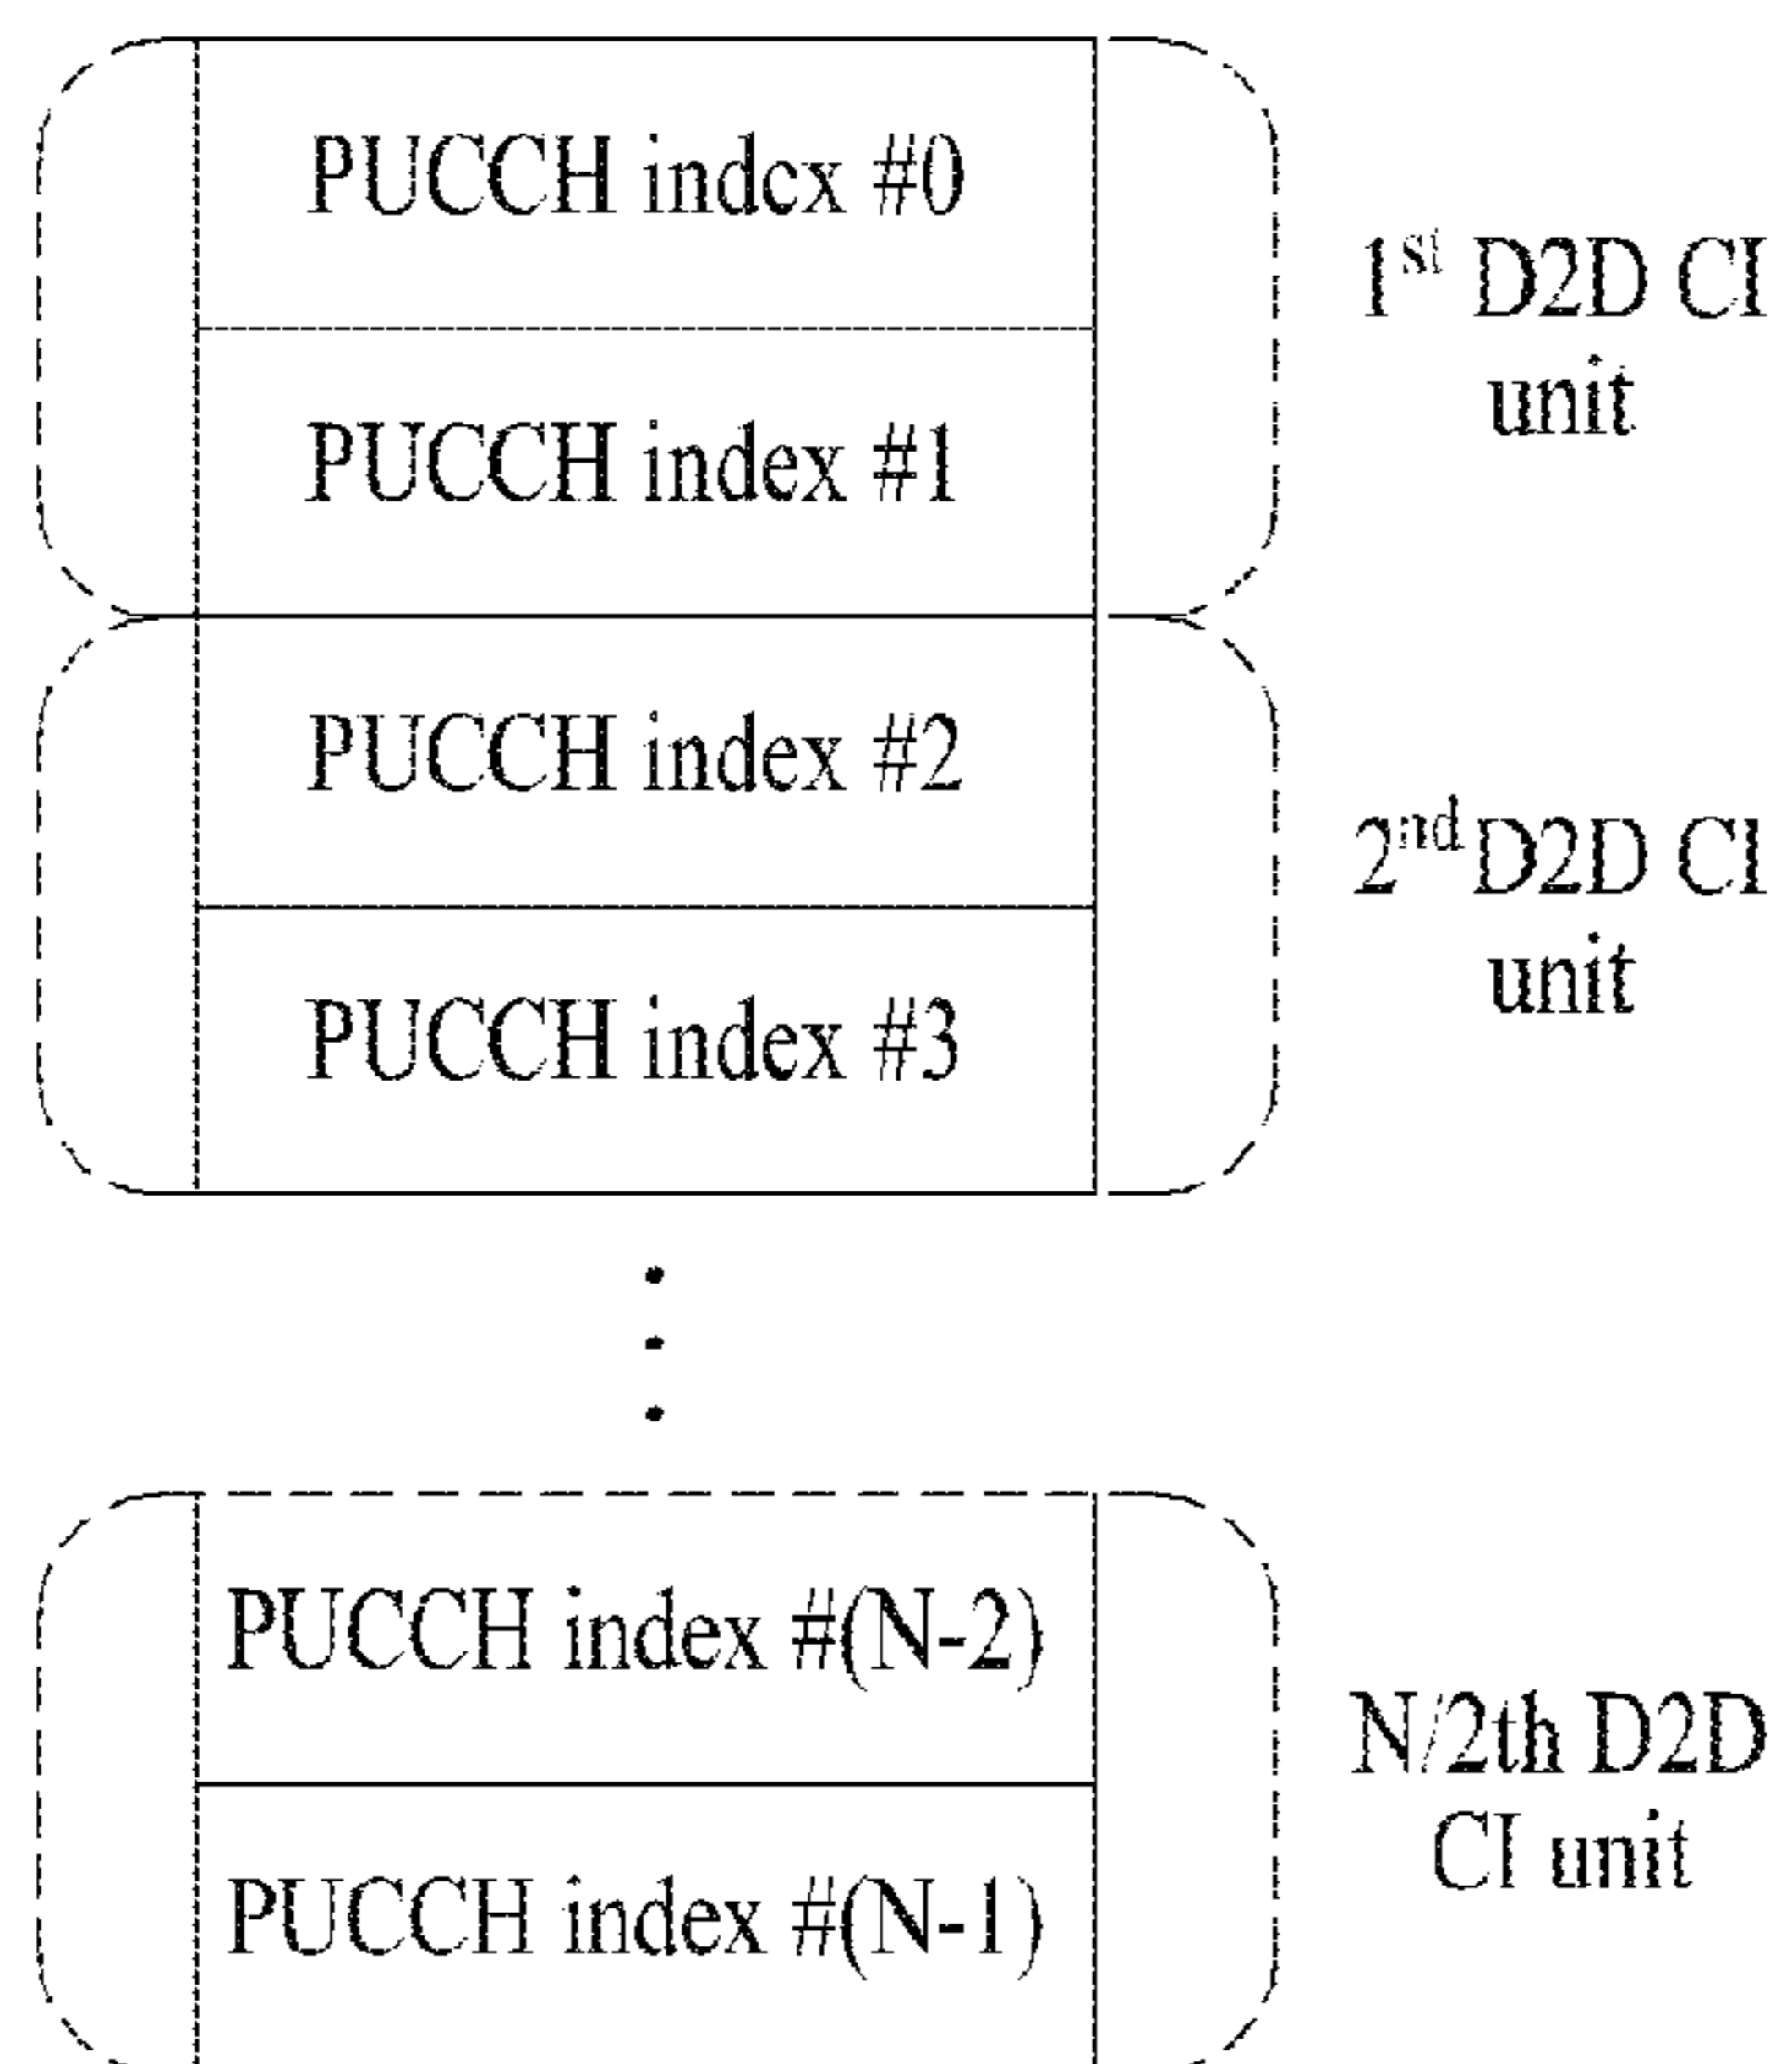 PUCCH index #0
PUCCH index #1
1st D2D CI
unit
PUCCH index #2
PUCCH index #3
2nd D2D CI
unit
PUCCH index #(N-2)
PUCCH index #(N-1)
N/2th D2D
CI unit